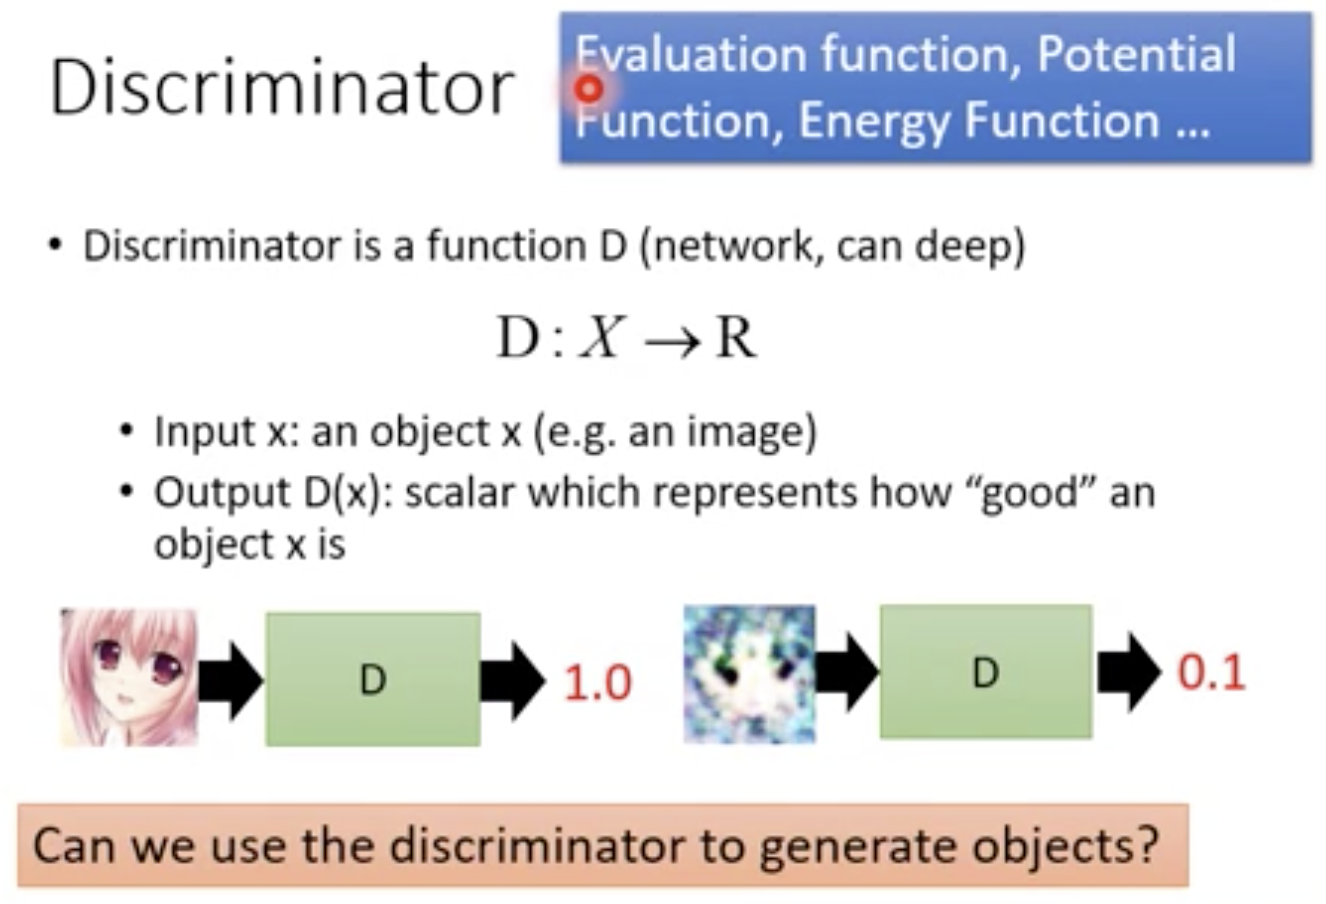 Discriminator
Evaluation function, Potential
Function, Energy Function ...
• Discriminator is a function D (network, can deep)
D : X → R
• Input x: an object x (e.g. an image)
• Output D(x): scalar which represents how “good” an
object x is
D
1.0
D
0.1
Can we use the discriminator to generate objects?